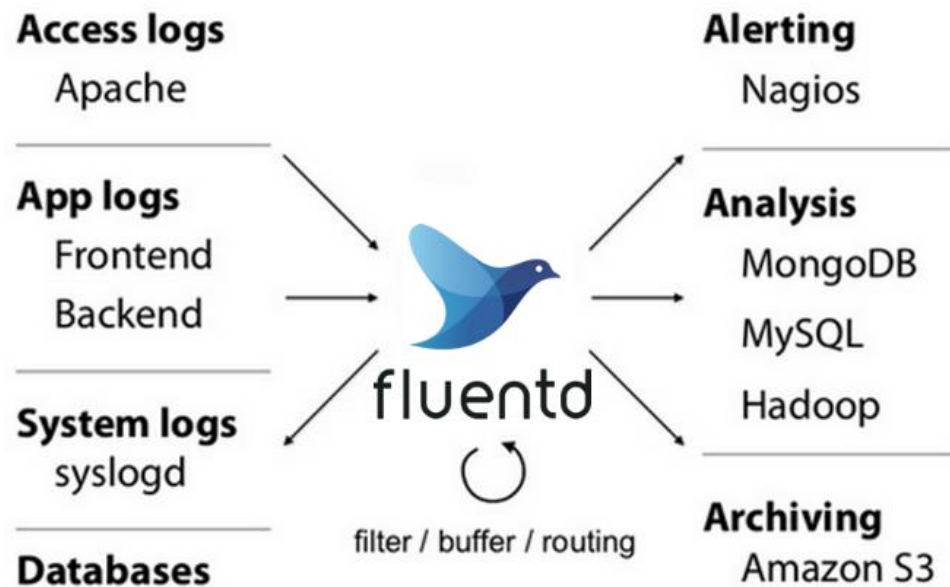 Access logs
Apache
App logs
Frontend
Backend
System logs
syslogd
Databases
fluentd
filter / buffer / routing
Alerting
Nagios
Analysis
MongoDB
MySQL
Hadoop
Archiving
Amazon S3